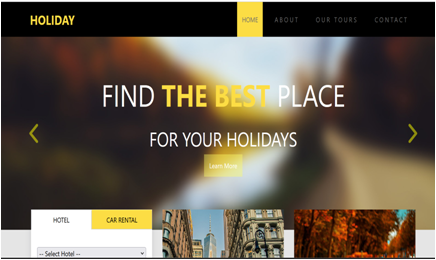 HOLIDAY
HOME ABOUT OUR TOURS CONTACT
FIND THE BEST PLACE
FOR YOUR HOLIDAYS
Learn More
HOTEL CAR RENTAL
-- Select Hotel --